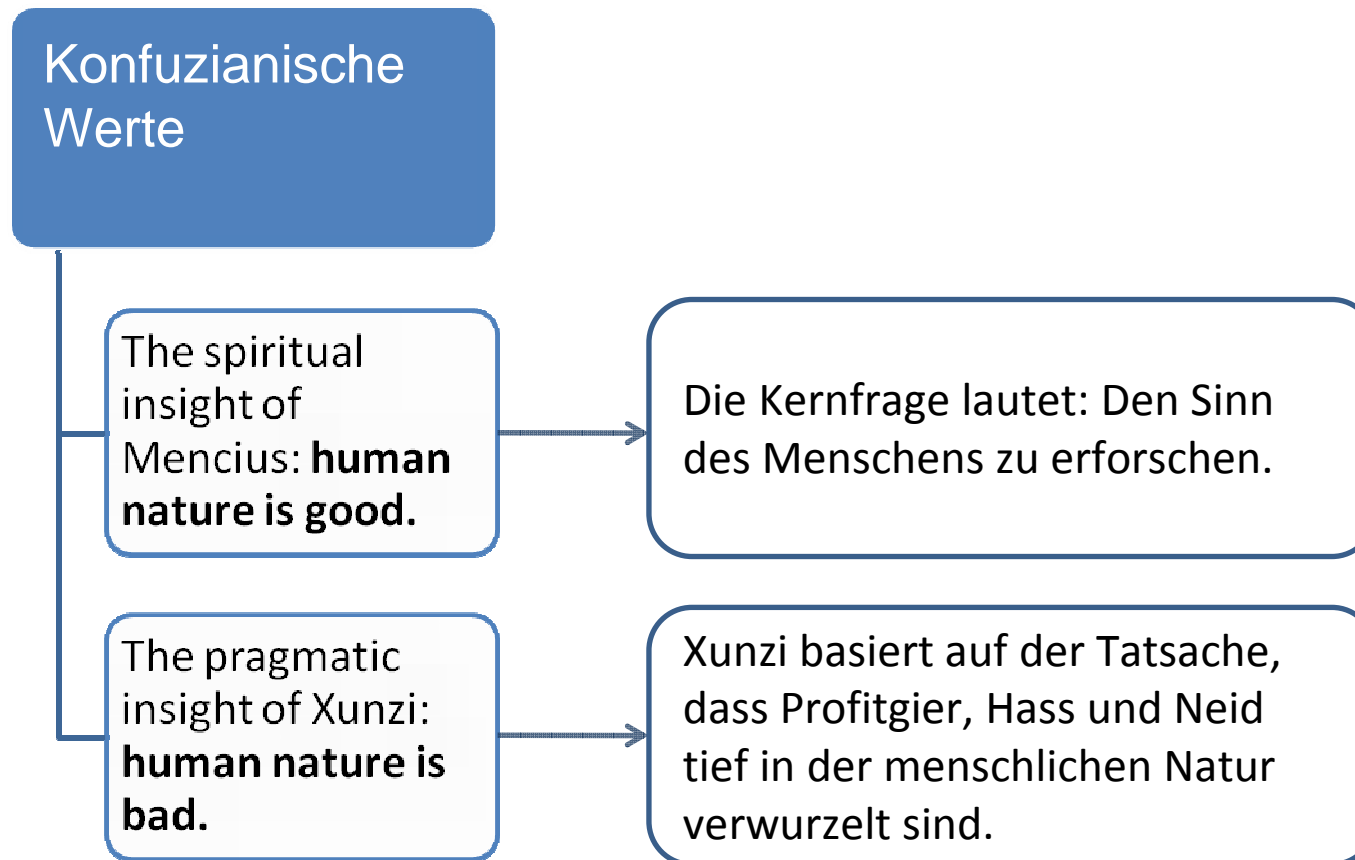 Konfuzianische
Werte
The spiritual
insight of
Mencius: human
nature is good.
Die Kernfrage lautet: Den Sinn
des Menschens zu erforschen.
The pragmatic
insight of Xunzi:
human nature is
bad.
Xunzi basiert auf der Tatsache,
dass Profitgier, Hass und Neid
tief in der menschlichen Natur
verwurzelt sind.